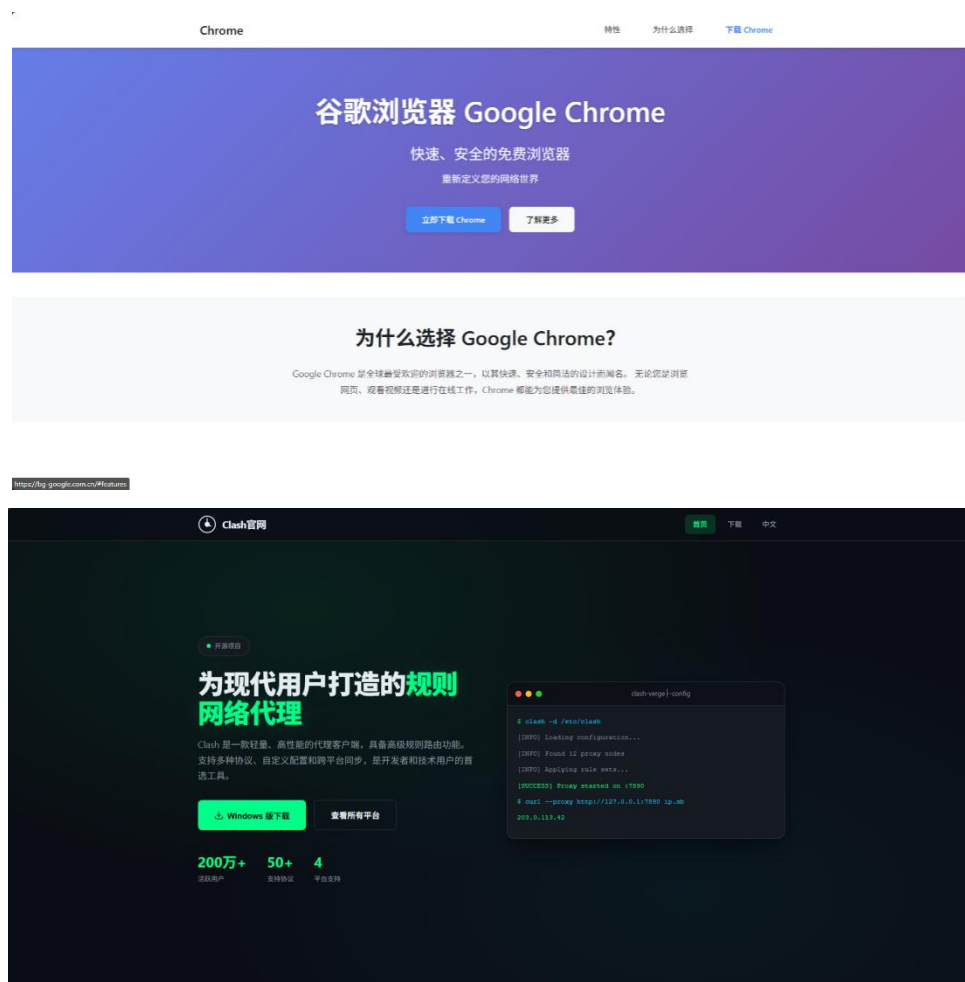 Chrome
特性 为什么选择 下载 Chrome
谷歌浏览器 Google Chrome
快速、安全的免费浏览器
重新定义您的网络世界
立即下载 Chrome 了解更多
为什么选择 Google Chrome?
Google Chrome 是全球最受欢迎的浏览器之一，以其快速、安全和简洁的设计而闻名。 无论您是浏览
网页、观看视频还是进行在线工作，Chrome 都能为您提供最佳的浏览体验。
https://bg-google.com.cn/#features
Clash官网
首页 下载 中文
开源项目
为现代用户打造的规则
网络代理
Clash 是一款轻量、高性能的代理客户端，具备高级规则路由功能。
支持多种协议、自定义配置和跨平台同步，是开发者和技术用户的首
选工具。
Windows 版下载 查看所有平台
200万+ 50+ 4
活跃用户 支持协议 平台支持
clash-verge — config
$ clash -d /etc/clash
[INFO] Loading configuration...
[INFO] Found 12 proxy nodes
[INFO] Applying rule sets...
[SUCCESS] Proxy started on :7890
$ curl --proxy http://127.0.0.1:7890 ip.sb
203.0.113.42